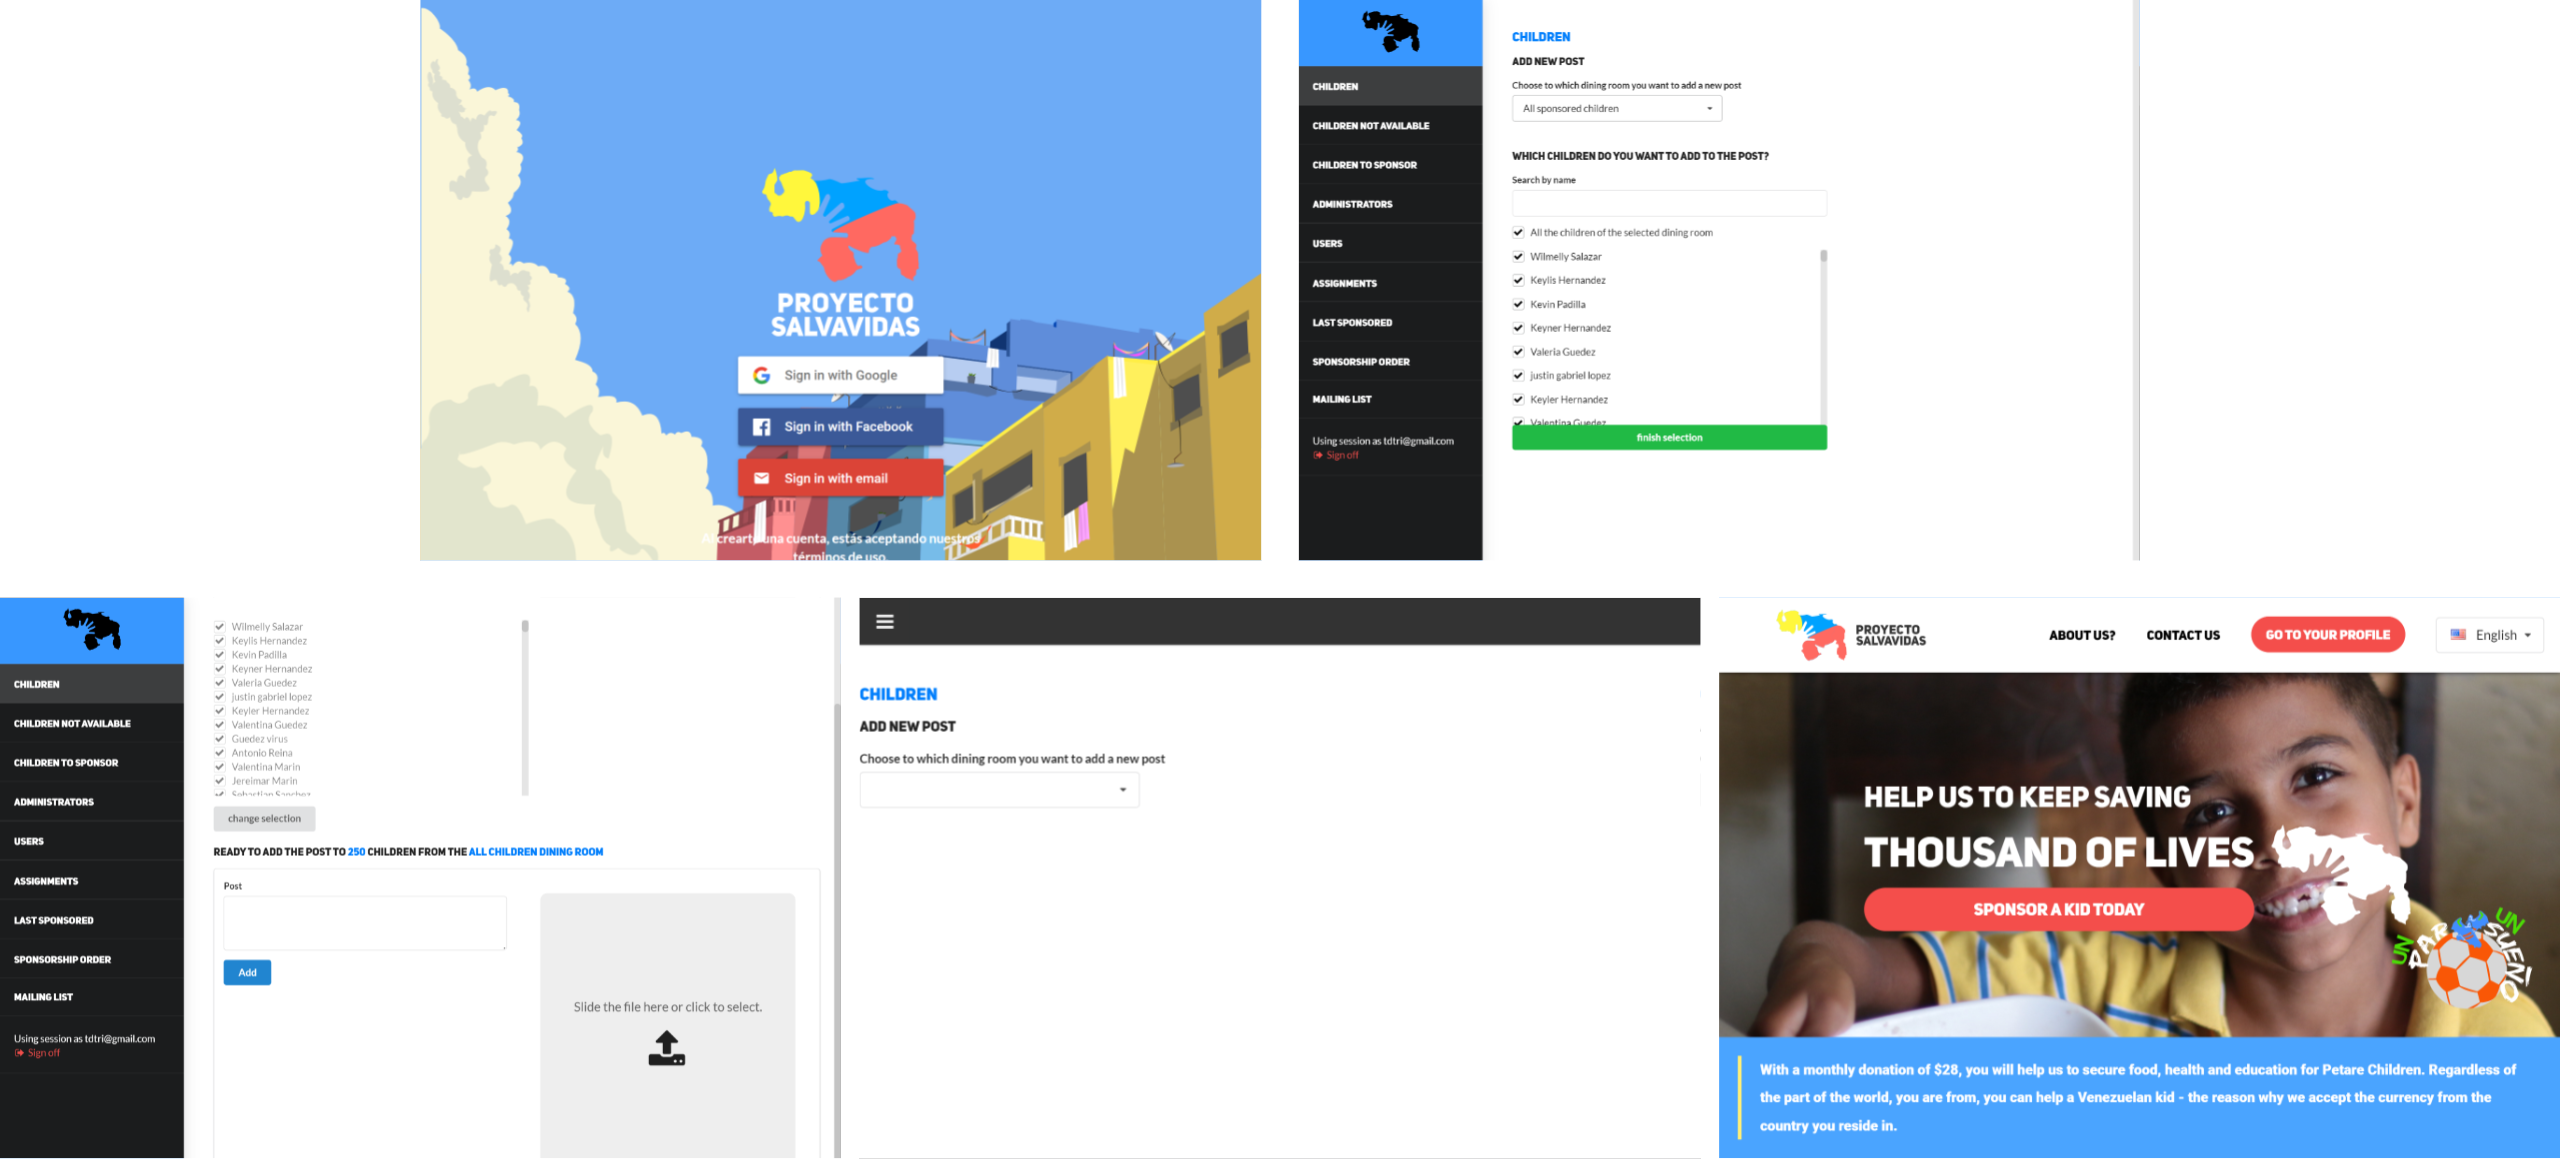 PROYECTO
SALVAVIDAS
Sign in with Google
Sign in with Facebook
Sign in with email
Al crearte una cuenta, estás aceptando nuestros
términos de uso.
CHILDREN
CHILDREN NOT AVAILABLE
CHILDREN TO SPONSOR
ADMINISTRATORS
USERS
ASSIGNMENTS
LAST SPONSORED
SPONSORSHIP ORDER
MAILING LIST
Using session as tdtri@gmail.com
Sign off
CHILDREN
ADD NEW POST
Choose to which dining room you want to add a new post
All sponsored children
WHICH CHILDREN DO YOU WANT TO ADD TO THE POST?
Search by name
All the children of the selected dining room
Wilmelly Salazar
Keylis Hernandez
Kevin Padilla
Keyner Hernandez
Valeria Guedez
justin gabriel lopez
Keyler Hernandez
Valentina Guedez
finish selection
CHILDREN
CHILDREN NOT AVAILABLE
CHILDREN TO SPONSOR
ADMINISTRATORS
USERS
ASSIGNMENTS
LAST SPONSORED
SPONSORSHIP ORDER
MAILING LIST
Using session as tdtri@gmail.com
Sign off
Wilmelly Salazar
Keylis Hernandez
Kevin Padilla
Keyner Hernandez
Valeria Guedez
justin gabriel lopez
Keyler Hernandez
Valentina Guedez
Guedez virus
Antonio Reina
Valentina Marin
Jereimar Marin
Sebastian Sanchez
change selection
READY TO ADD THE POST TO 250 CHILDREN FROM THE ALL CHILDREN DINING ROOM
Post
Add
Slide the file here or click to select.
CHILDREN
ADD NEW POST
Choose to which dining room you want to add a new post
PROYECTO
SALVAVIDAS
ABOUT US?
CONTACT US
GO TO YOUR PROFILE
English
HELP US TO KEEP SAVING
THOUSAND OF LIVES
SPONSOR A KID TODAY
UN PAR UN SUEÑO
With a monthly donation of $28, you will help us to secure food, health and education for Petare Children. Regardless of
the part of the world, you are from, you can help a Venezuelan kid - the reason why we accept the currency from the
country you reside in.